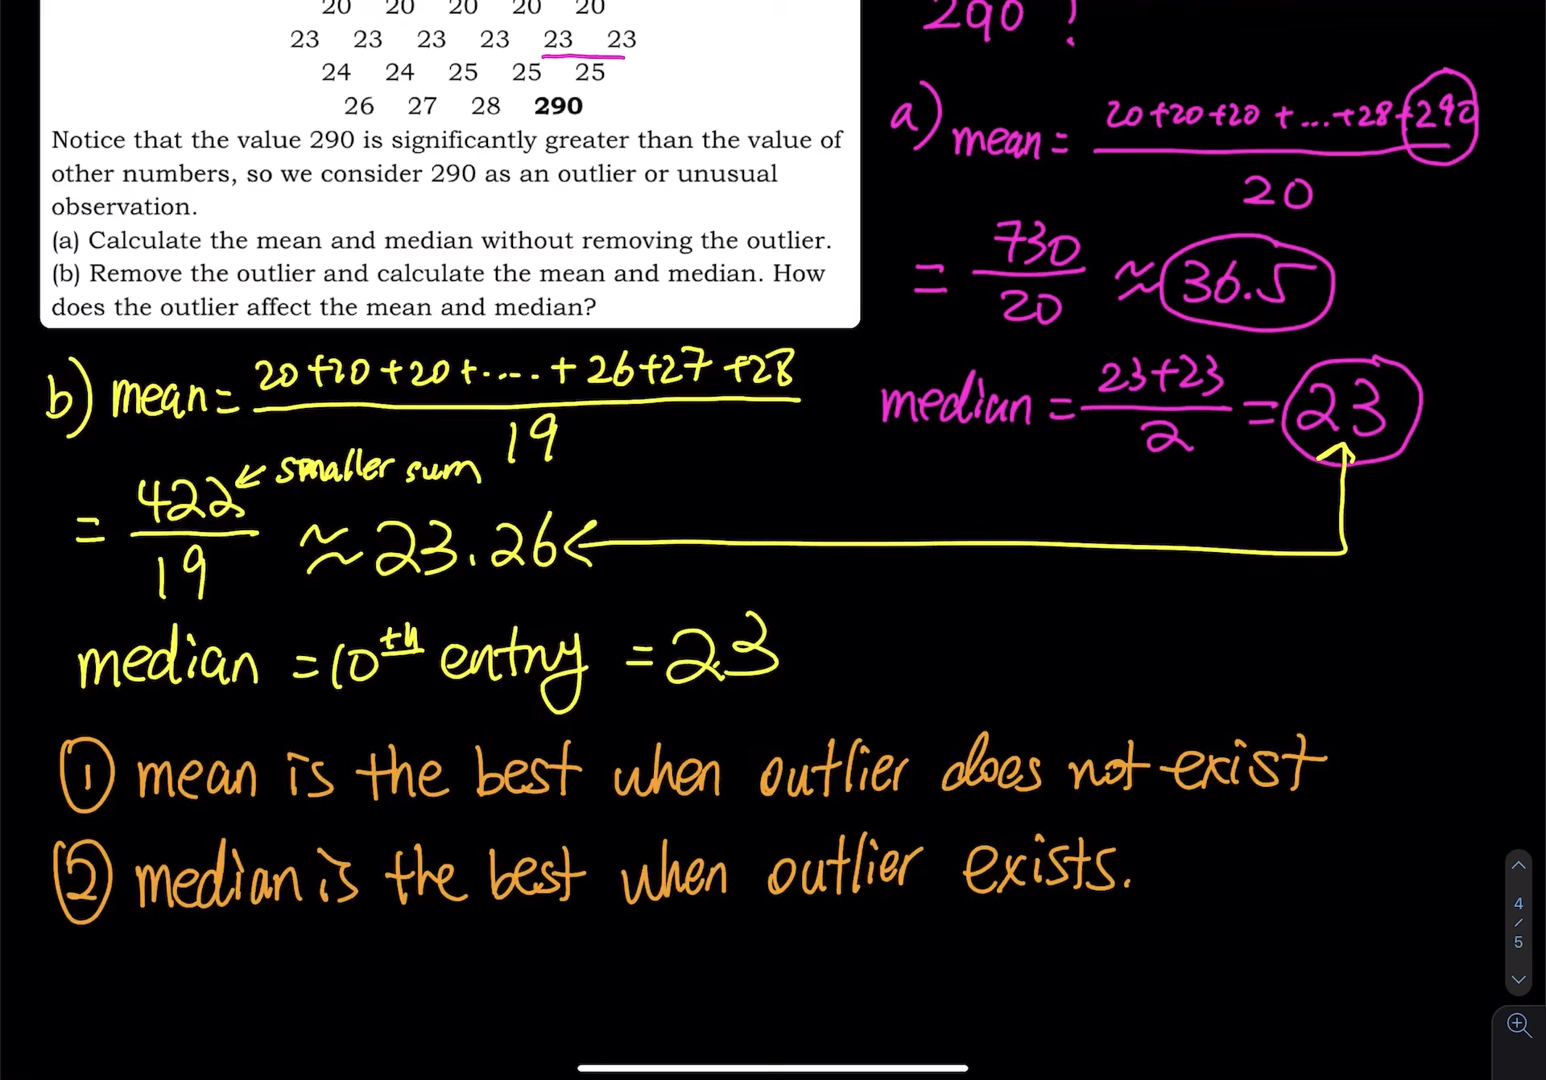 20 20 20 20 20
23 23 23 23 23 23
24 24 25 25 25
26 27 28 290
Notice that the value 290 is significantly greater than the value of
other numbers, so we consider 290 as an outlier or unusual
observation.
(a) Calculate the mean and median without removing the outlier.
(b) Remove the outlier and calculate the mean and median. How
does the outlier affect the mean and median?
290 !
a) mean = 20+20+20+...+28+290
20
= 730
20
≈ 36.5
median = 23+23
2
= 23
b) mean = 20+20+20+.....+26+27+28
19
= 422 ← smaller sum
19
≈ 23.26
median = 10th entry = 23
① mean is the best when outlier does not exist
② median is the best when outlier exists.
4
/
5